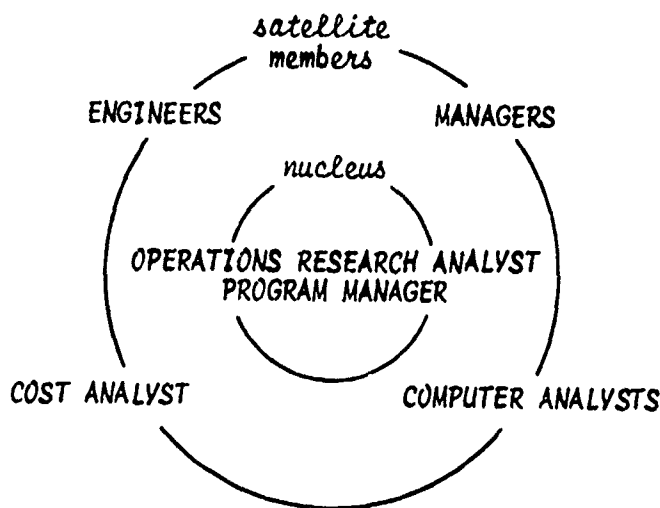 satellite
members
ENGINEERS
MANAGERS
nucleus
OPERATIONS RESEARCH ANALYST
PROGRAM MANAGER
COST ANALYST
COMPUTER ANALYSTS